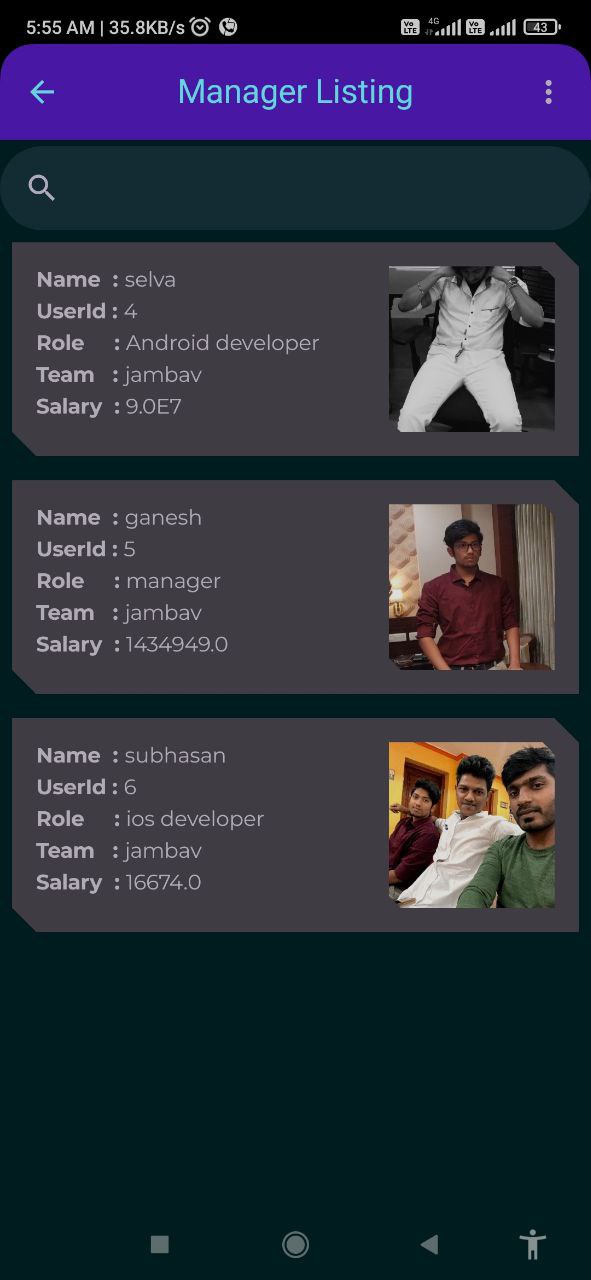 5:55 AM | 35.8KB/s
Vo LTE 4G Vo LTE 43
Manager Listing
Name : selva
UserId : 4
Role : Android developer
Team : jambav
Salary : 9.0E7
Name : ganesh
UserId : 5
Role : manager
Team : jambav
Salary : 1434949.0
Name : subhasan
UserId : 6
Role : ios developer
Team : jambav
Salary : 16674.0